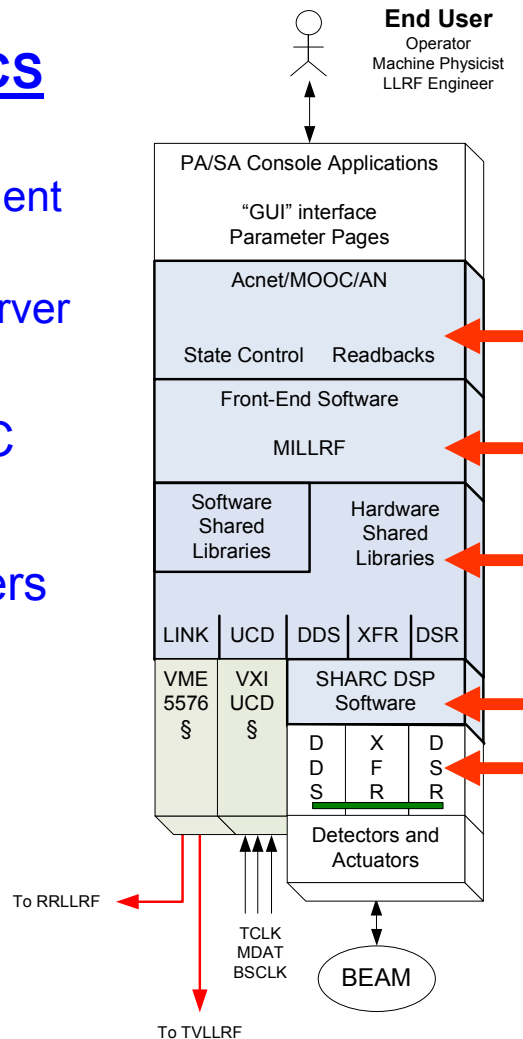 End User
Operator
Machine Physicist
LLRF Engineer
CS
ent
rver
C
ers
PA/SA Console Applications
“GUI” interface
Parameter Pages
Acnet/MOOC/AN
State Control Readbacks
Front-End Software
MILLRF
Software
Shared
Libraries
Hardware
Shared
Libraries
LINK UCD DDS XFR DSR
VME
5576
§
VXI
UCD
§
SHARC DSP
Software
D X D
D F S
S R R
Detectors and
Actuators
To RRLLRF
TCLK
MDAT
BSCLK
BEAM
To TVLLRF